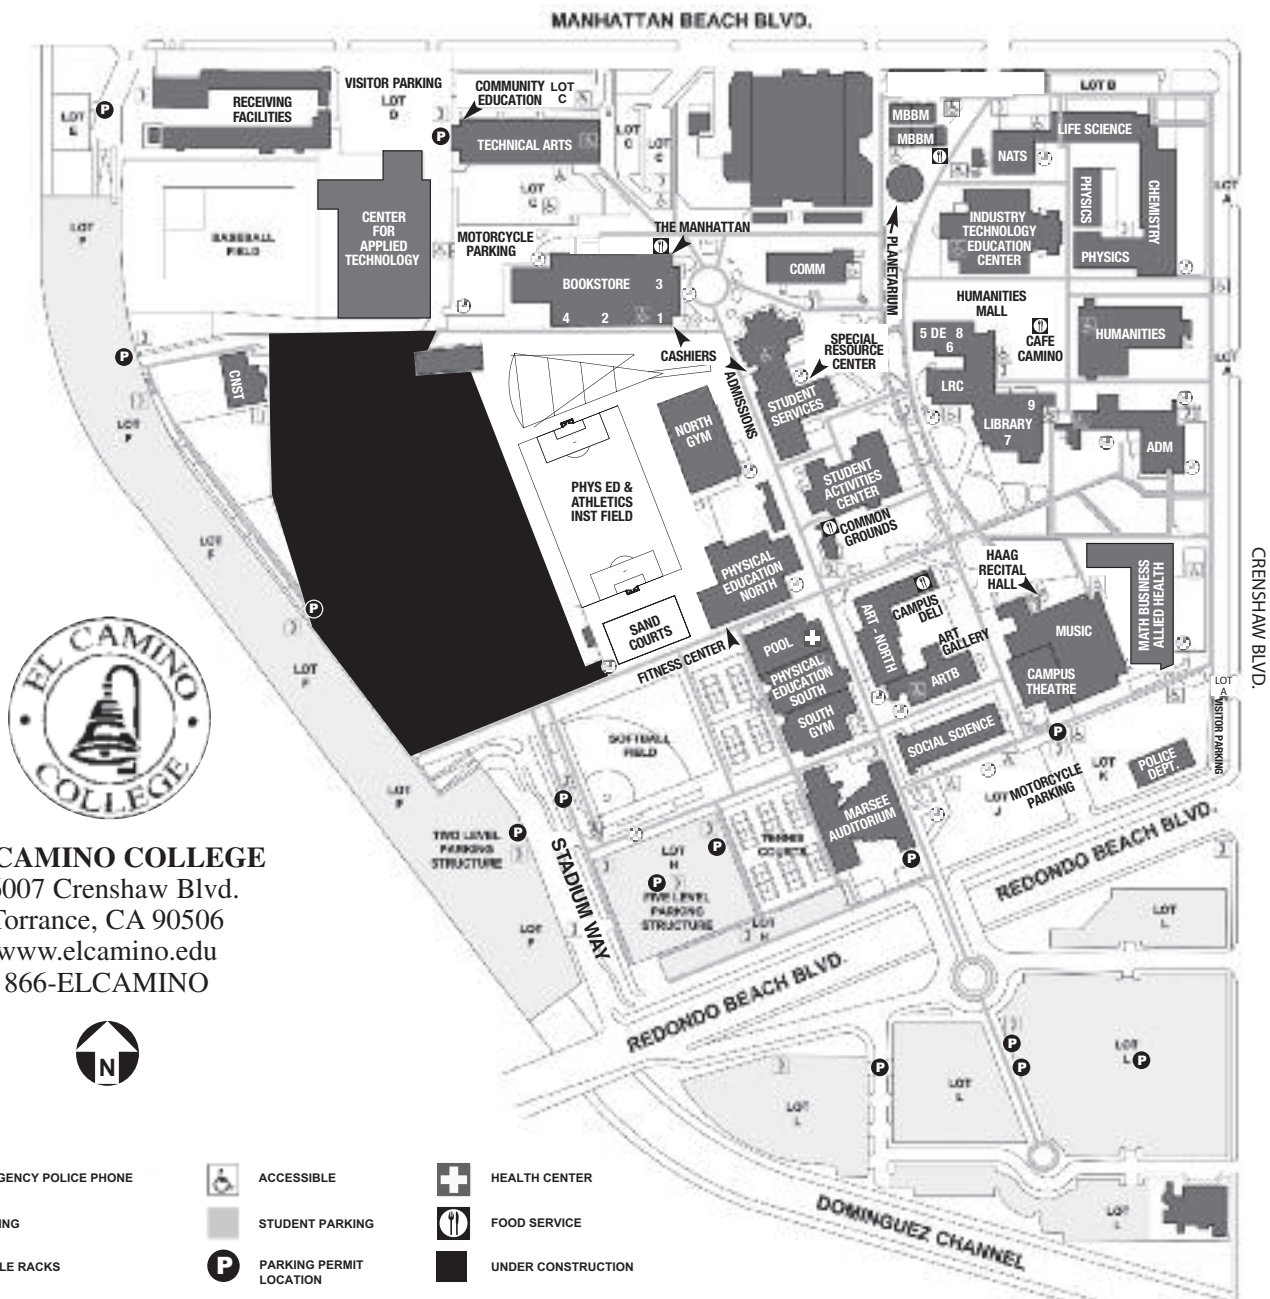 MANHATTAN BEACH BLVD.
VISITOR PARKING
LOT
D
COMMUNITY
EDUCATION
LOT
C
LOT B
LOT
E
RECEIVING
FACILITIES
TECHNICAL ARTS
LOT
C
LOT
C
MBBM
MBBM
NATS
LIFE SCIENCE
PHYSICS
CHEMISTRY
PHYSICS
LOT
A
LOT
F
BASEBALL
FIELD
CENTER
FOR
APPLIED
TECHNOLOGY
LOT
G
MOTORCYCLE
PARKING
THE MANHATTAN
BOOKSTORE 3
4 2 1
COMM
PLANETARIUM
INDUSTRY
TECHNOLOGY
EDUCATION
CENTER
HUMANITIES
MALL
CAFE
CAMINO
HUMANITIES
LOT
A
CASHIERS
ADMISSIONS
SPECIAL
RESOURCE
CENTER
STUDENT
SERVICES
5 DE 8
6
LRC
9
LIBRARY
7
ADM
CNST
LOT
F
LOT
F
LOT
F
NORTH
GYM
PHYS ED &
ATHLETICS
INST FIELD
STUDENT
ACTIVITIES
CENTER
COMMON
GROUNDS
PHYSICAL
EDUCATION
NORTH
SAND
COURTS
FITNESS CENTER
HAAG
RECITAL
HALL
MATH BUSINESS
ALLIED HEALTH
CRENSHAW BLVD.
ART - NORTH
CAMPUS
DELI
ART
GALLERY
ARTB
MUSIC
CAMPUS
THEATRE
POOL
PHYSICAL
EDUCATION
SOUTH
SOUTH
GYM
SOCIAL SCIENCE
LOT
A
VISITOR PARKING
POLICE
DEPT.
LOT
K
LOT
J
MOTORCYCLE
PARKING
MARSEE
AUDITORIUM
SOFTBALL
FIELD
TENNIS
COURTS
LOT
F
TWO LEVEL
PARKING
STRUCTURE
LOT
F
STADIUM WAY
LOT
H
FIVE LEVEL
PARKING
STRUCTURE
LOT
H
REDONDO BEACH BLVD.
REDONDO BEACH BLVD.
LOT
L
LOT
L
LOT
L
LOT
L
LOT
L
DOMINGUEZ CHANNEL
EL CAMINO
COLLEGE
CAMINO COLLEGE
6007 Crenshaw Blvd.
Torrance, CA 90506
www.elcamino.edu
866-ELCAMINO
N
GENCY POLICE PHONE
ACCESSIBLE
HEALTH CENTER
ING
STUDENT PARKING
FOOD SERVICE
LE RACKS
P
PARKING PERMIT
LOCATION
UNDER CONSTRUCTION